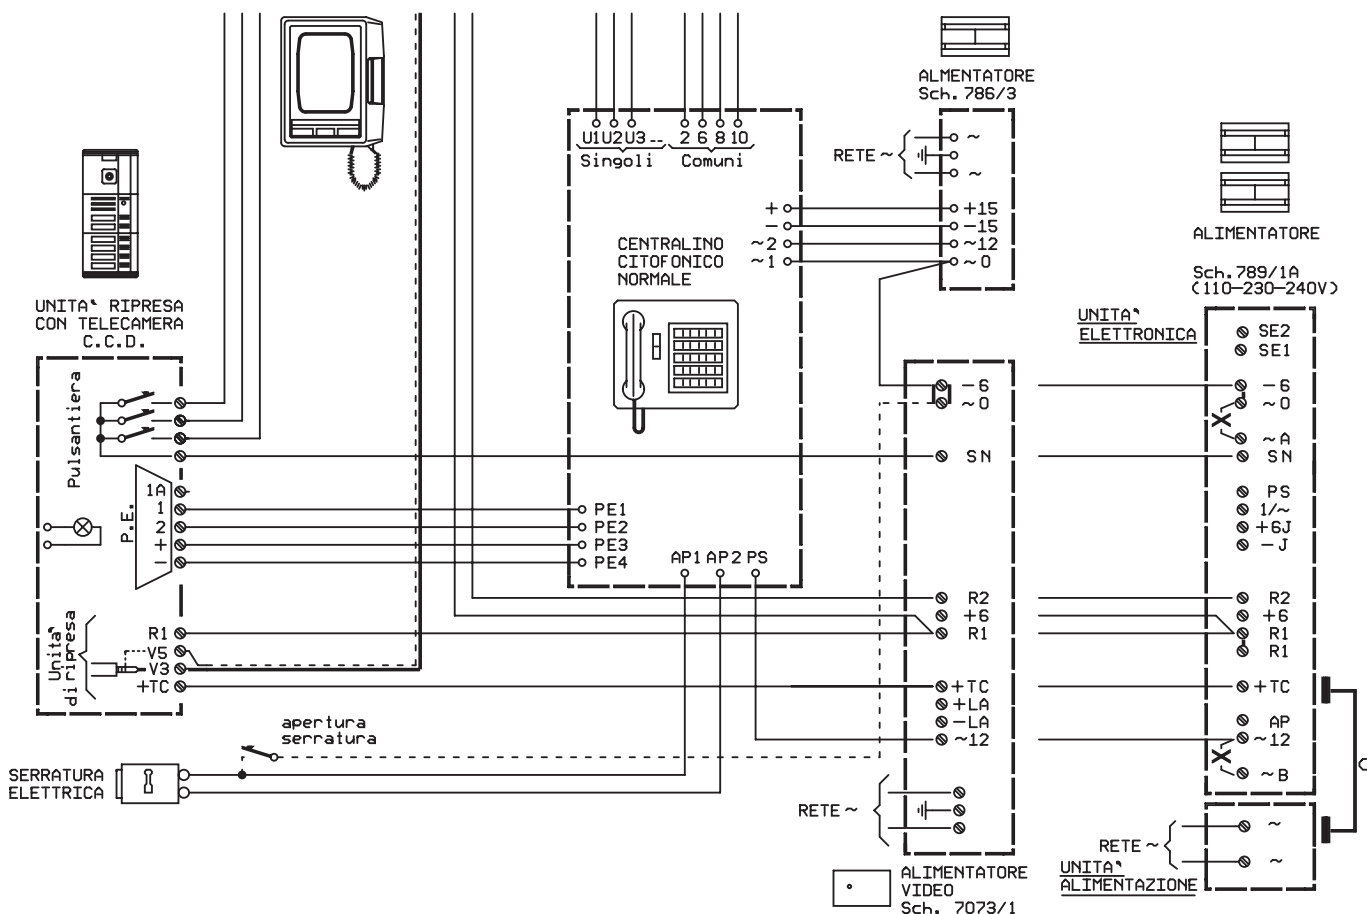 ALMENTATORE
Sch. 786/3
RETE ~
~
~
+15
-15
~12
~0
U1 U2 U3 -- 2 6 8 10
Singoli Comuni
+
-
~2
~1
CENTRALINO
CITOFONICO
NORMALE
PE1
PE2
PE3
PE4
AP1 AP2 PS
UNITA` RIPRESA
CON TELECAMERA
C.C.D.
Pulsantiera
P.E.
1A
1
2
+
-
Unita`
di ripresa
R1
V5
V3
+TC
apertura
serratura
SERRATURA
ELETTRICA
-6
~0
SN
R2
+6
R1
+TC
+LA
-LA
~12
RETE ~
ALIMENTATORE
VIDEO
Sch. 7073/1
ALIMENTATORE
Sch. 789/1A
(110-230-240V)
UNITA`
ELETTRONICA
SE2
SE1
-6
~0
~A
SN
PS
1/~
+6J
-J
R2
+6
R1
R1
+TC
AP
~12
~B
RETE ~
~
~
UNITA`
ALIMENTAZIONE